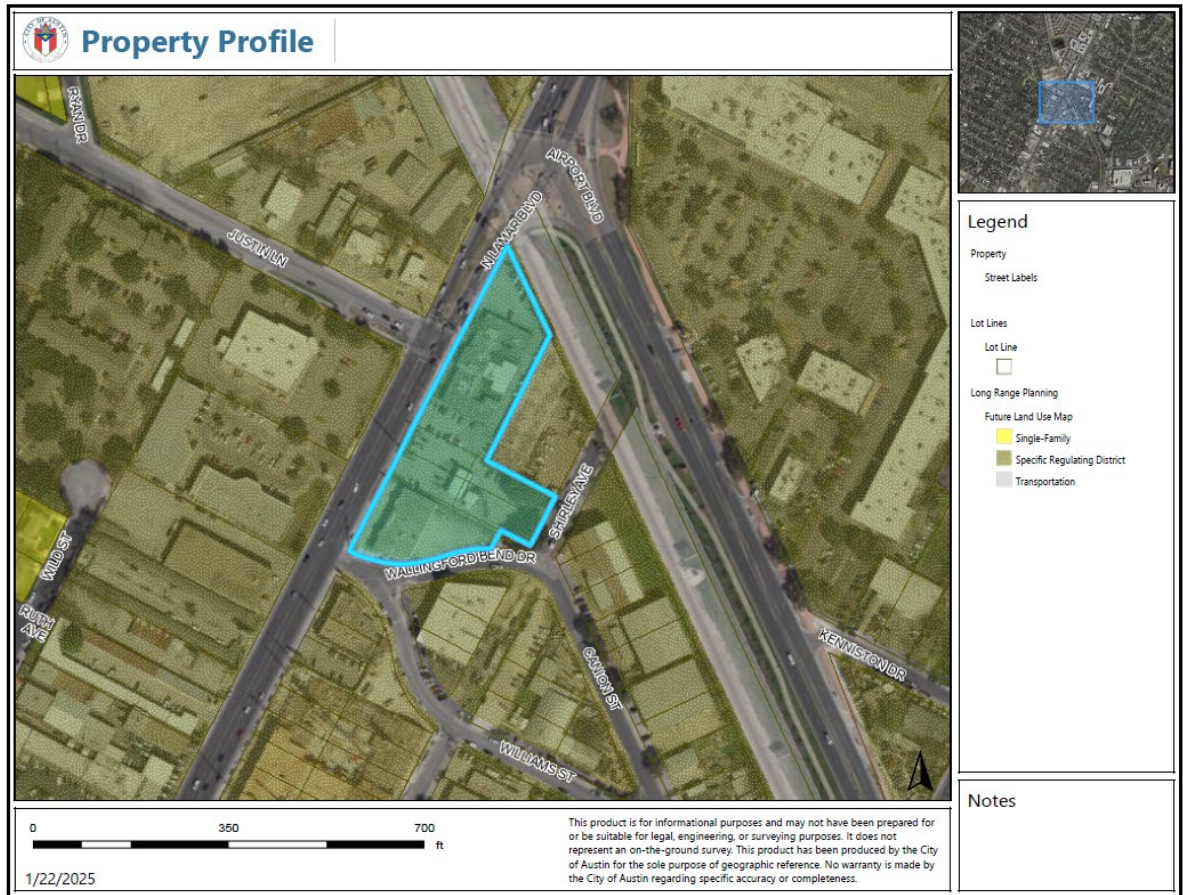 CITY OF AUSTIN
Property Profile
RYAN DR
AIRPORT BLVD
N LAMAR BLVD
JUSTIN LN
SHIRLEY AVE
WALLINGFORD BEND DR
WILD ST
RUTH
AVE
KENNISTON DR
CANION ST
WILLIAMS ST
Legend
Property
Street Labels
Lot Lines
Lot Line
Long Range Planning
Future Land Use Map
Single-Family
Specific Regulating District
Transportation
Notes
0 350 700
ft
1/22/2025
This product is for informational purposes and may not have been prepared for
or be suitable for legal, engineering, or surveying purposes. It does not
represent an on-the-ground survey. This product has been produced by the City
of Austin for the sole purpose of geographic reference. No warranty is made by
the City of Austin regarding specific accuracy or completeness.